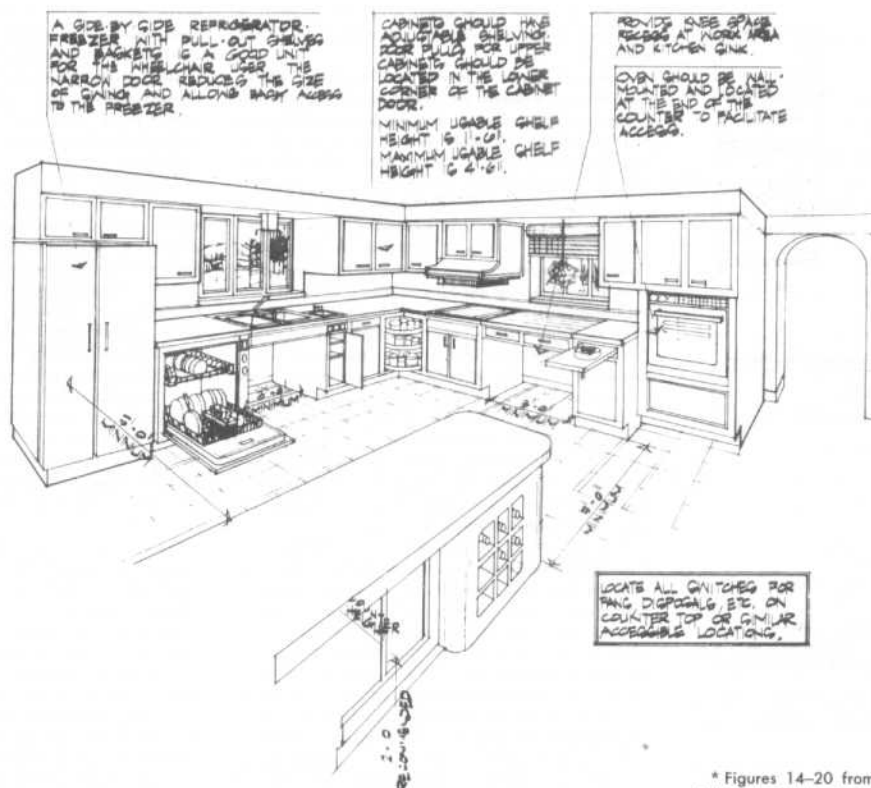 A SIDE-BY-SIDE REFRIGERATOR-
FREEZER WITH PULL-OUT SHELVES
AND BASKETS IS A GOOD UNIT
FOR THE WHEELCHAIR USER THE
NARROW DOOR REDUCES THE SIZE
OF SWING AND ALLOWS EASY ACCESS
TO THE FREEZER.
CABINETS SHOULD HAVE
ADJUSTABLE SHELVING.
DOOR PULLS FOR UPPER
CABINETS SHOULD BE
LOCATED IN THE LOWER
CORNER OF THE CABINET
DOOR.
MINIMUM USABLE SHELF
HEIGHT IS 1'-6".
MAXIMUM USABLE SHELF
HEIGHT IS 4'-6".
PROVIDE KNEE SPACE
RECESS AT WORK AREA
AND KITCHEN SINK.
OVEN SHOULD BE WALL-
MOUNTED AND LOCATED
AT THE END OF THE
COUNTER TO FACILITATE
ACCESS.
LOCATE ALL SWITCHES FOR
FANS, DISPOSALS, ETC. ON
COUNTER TOP OR SIMILAR
ACCESSIBLE LOCATIONS.
* Figures 14–20 from